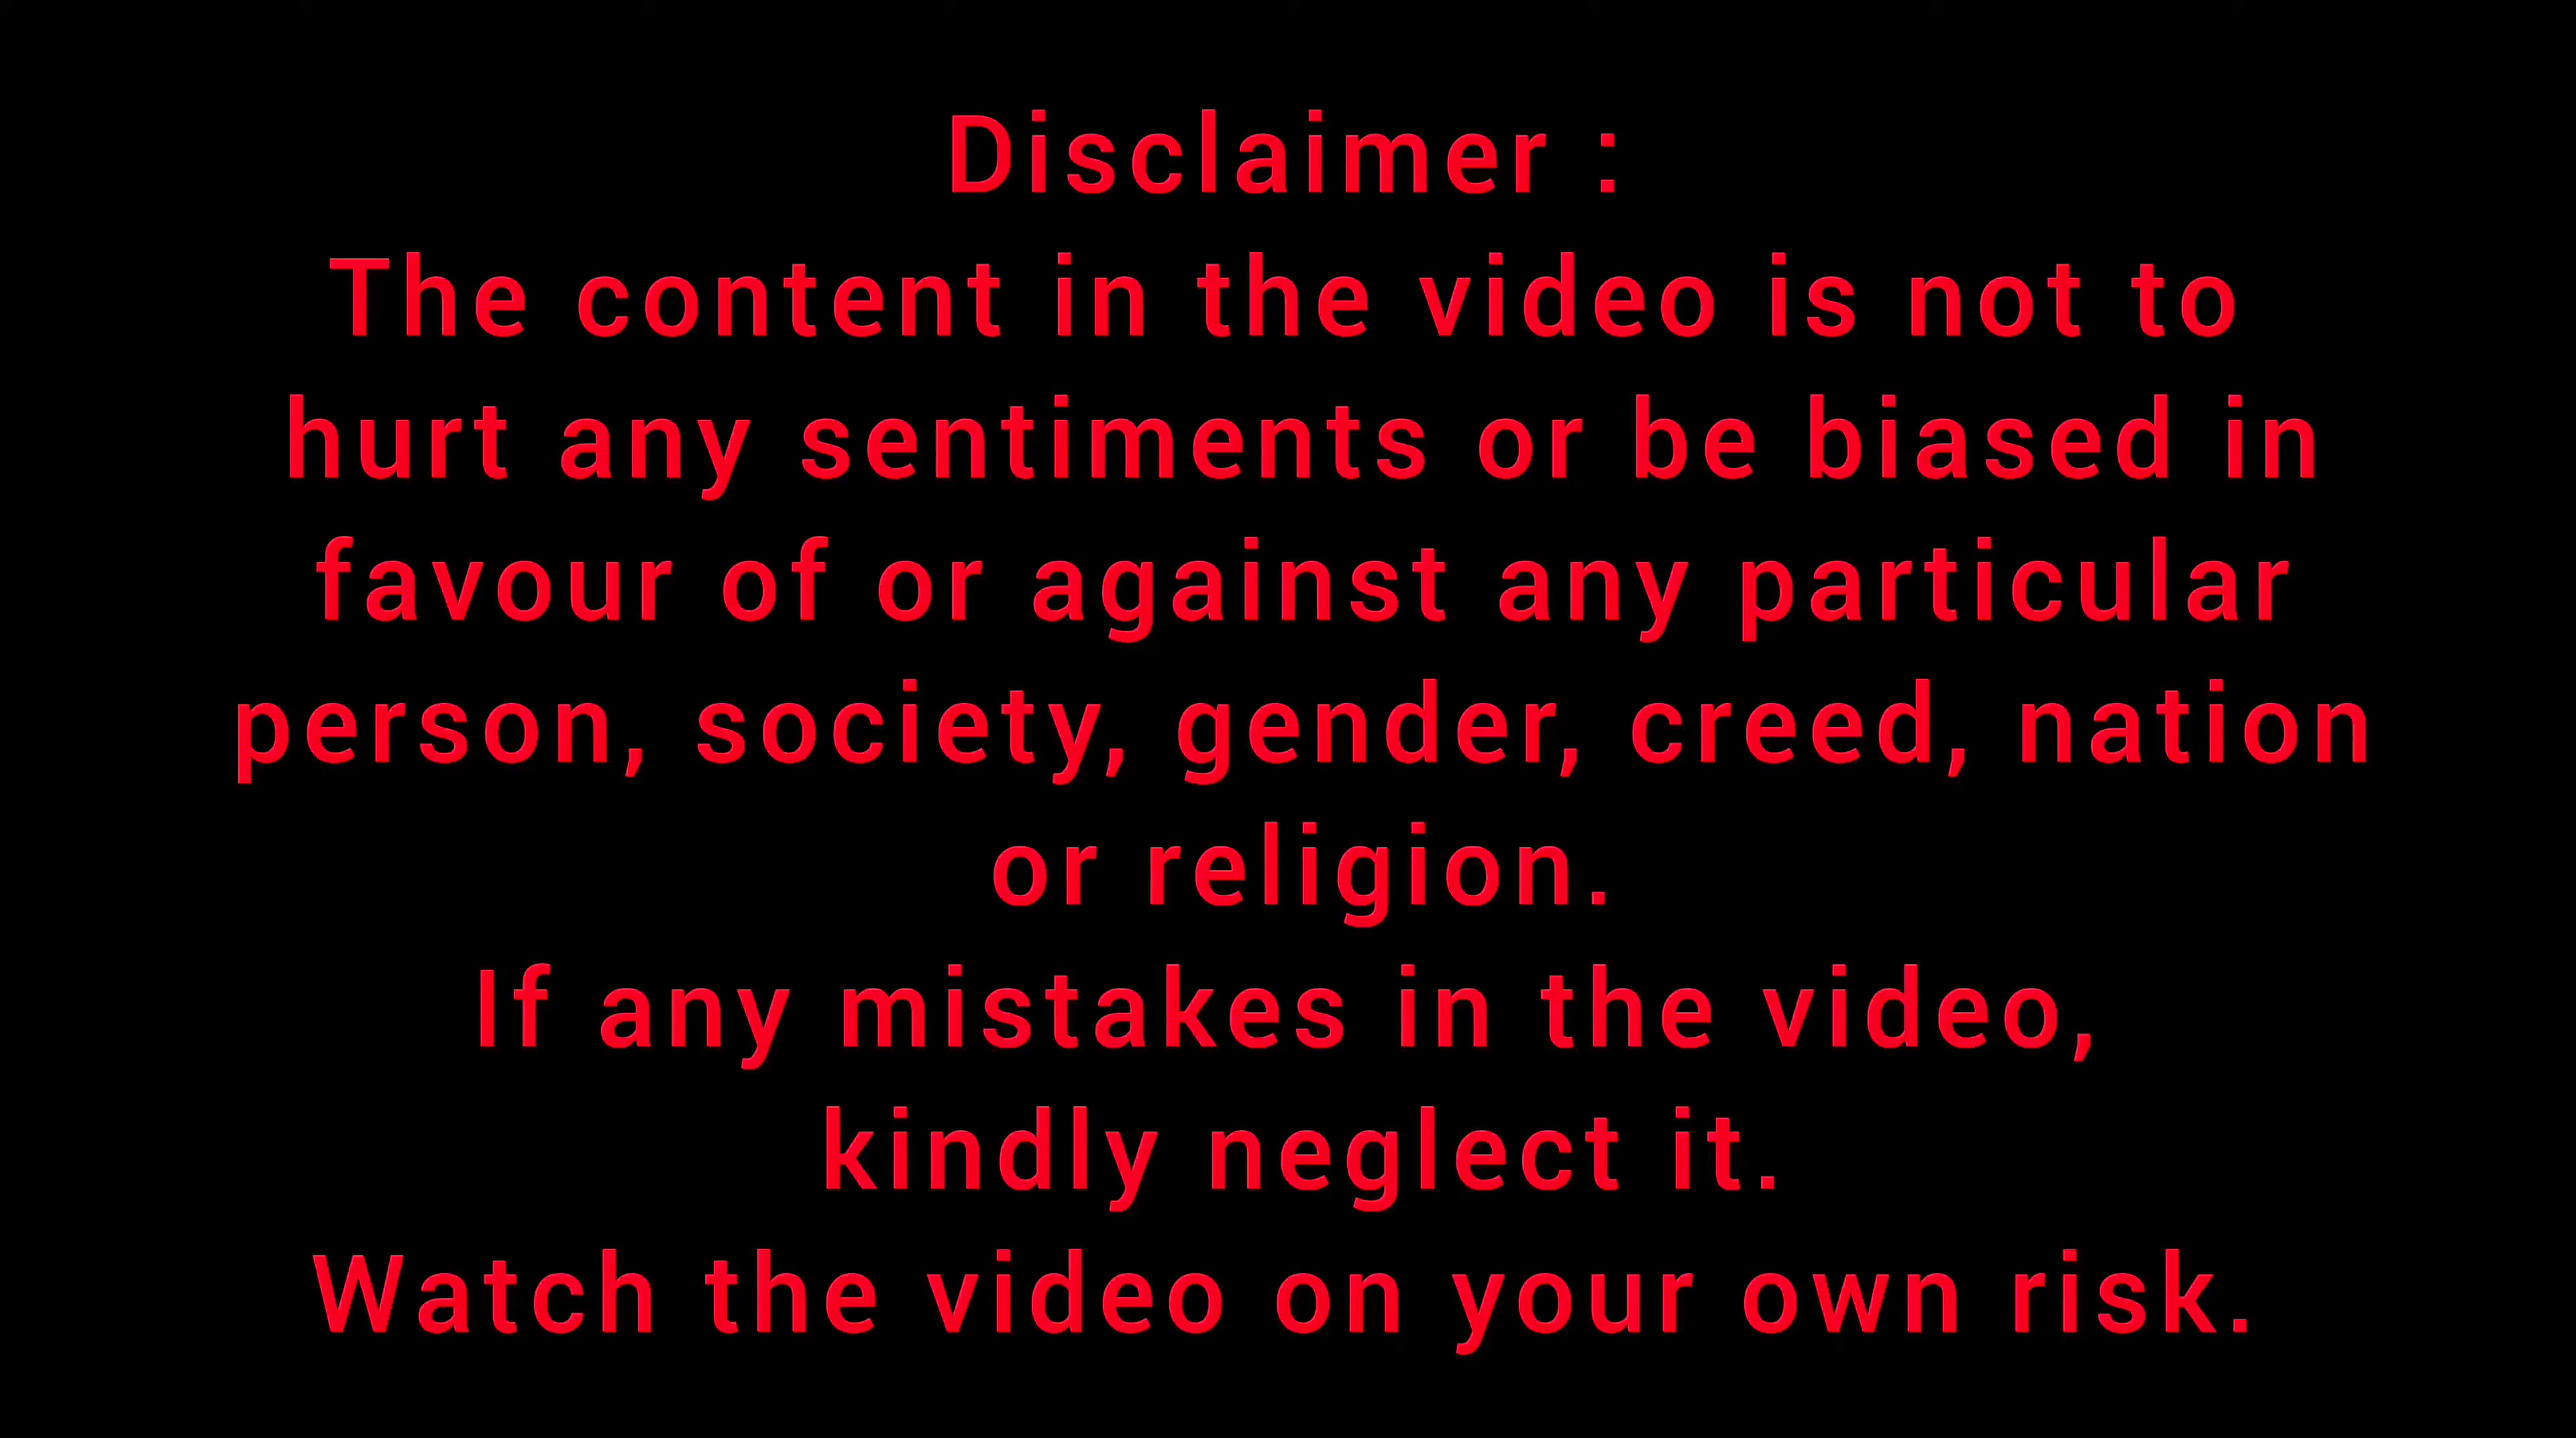 Disclaimer :
The content in the video is not to
hurt any sentiments or be biased in
favour of or against any particular
person, society, gender, creed, nation
or religion.
If any mistakes in the video,
kindly neglect it.
Watch the video on your own risk.